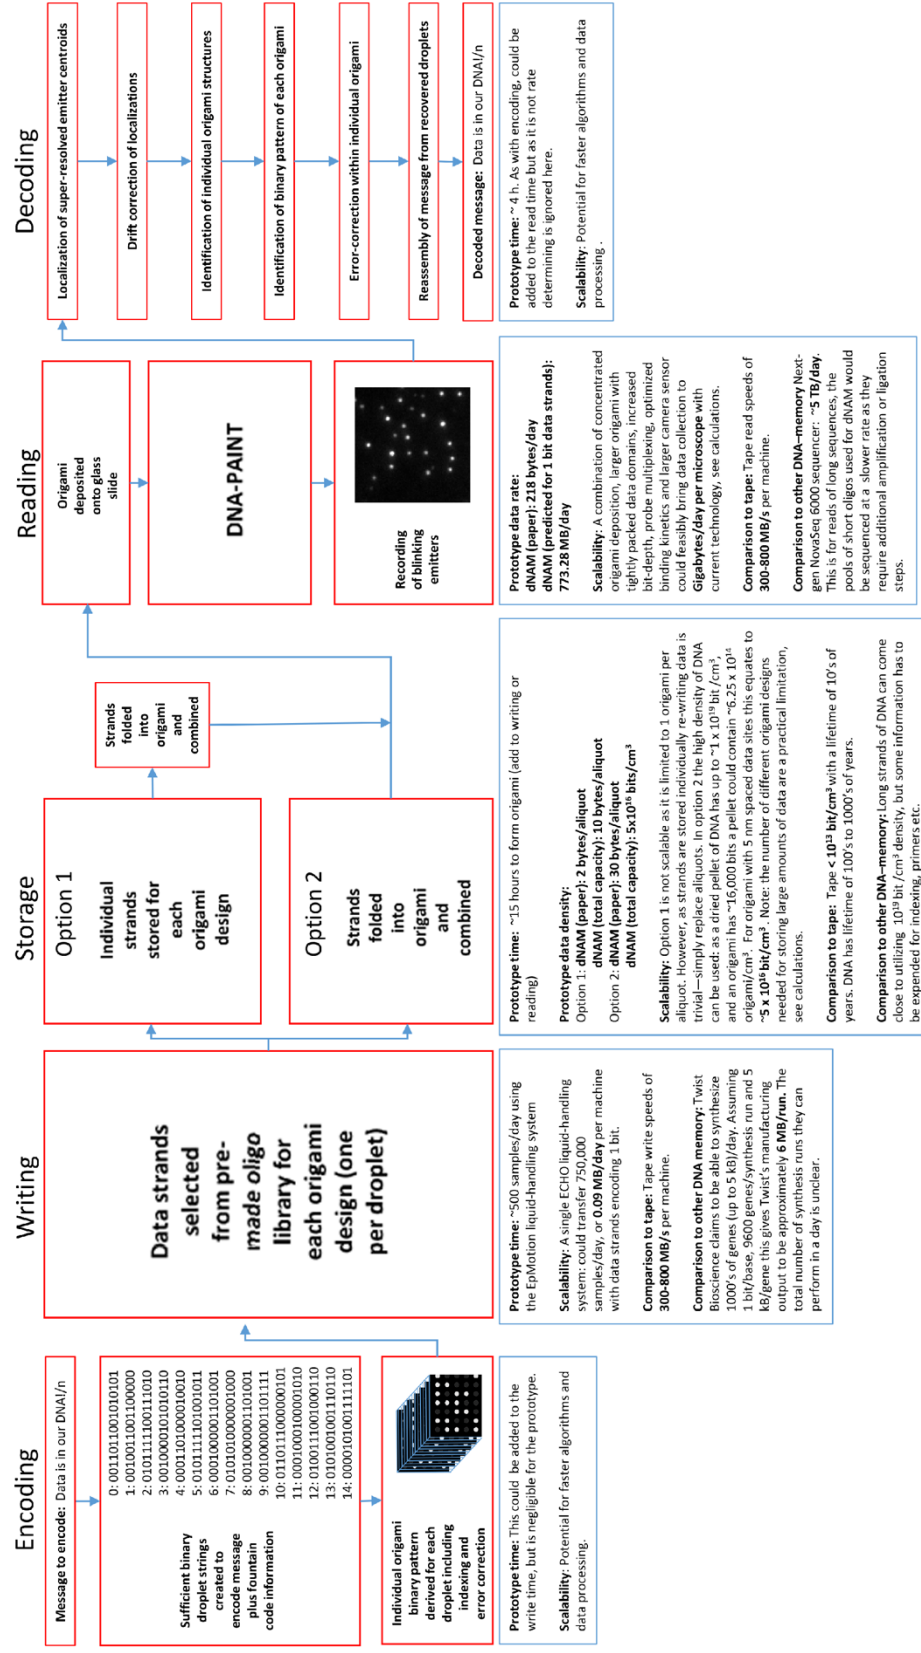 Encoding
Message to encode: Data is in our DNA!/n
Sufficient binary
droplet strings
created to
encode message
plus fountain
code information
0: 0011011001010101
1: 0010011001100000
2: 0101111100111010
3: 0010000101010110
4: 0001101000010010
5: 0101111101001011
6: 0001000001101001
7: 0101010000001000
8: 0010000001101001
9: 0010000001101111
10: 0110111000000101
11: 0001000100001010
12: 0100111001000110
13: 0101001001110110
14: 0000101001111101
Individual origami
binary pattern
derived for each
droplet including
indexing and
error correction
Prototype time: This could be added to the
write time, but is negligible for the prototype.
Scalability: Potential for faster algorithms and
data processing.
Writing
Data strands
selected
from pre-
made oligo
library for
each origami
design (one
per droplet)
Prototype time: ~500 samples/day using
the EpMotion liquid-handling system
Scalability: A single ECHO liquid-handling
system: could transfer 750,000
samples/day, or 0.09 MB/day per machine
with data strands encoding 1 bit.
Comparison to tape: Tape write speeds of
300-800 MB/s per machine.
Comparison to other DNA memory: Twist
Bioscience claims to be able to synthesize
1000's of genes (up to 5 kB)/day. Assuming
1 bit/base, 9600 genes/synthesis run and 5
kB/gene this gives Twist's manufacturing
output to be approximately 6 MB/run. The
total number of synthesis runs they can
perform in a day is unclear.
Storage
Option 1
Individual
strands
stored for
each
origami
design
Strands
folded
into
origami
and
combined
Option 2
Strands
folded
into
origami
and
combined
Prototype time: ~15 hours to form origami (add to writing or
reading)
Prototype data density:
Option 1: dNAM (paper): 2 bytes/aliquot
dNAM (total capacity): 10 bytes/aliquot
Option 2: dNAM (paper): 30 bytes/aliquot
dNAM (total capacity): 5x10¹⁶ bits/cm³
Scalability: Option 1 is not scalable as it is limited to 1 origami per
aliquot. However, as strands are stored individually re-writing data is
trivial—simply replace aliquots. In option 2 the high density of DNA
can be used: as a dried pellet of DNA has up to ~1 x 10¹⁹ bit /cm³,
and an origami has ~16,000 bits a pellet could contain ~6.25 x 10¹⁴
origami/cm³. For origami with 5 nm spaced data sites this equates to
~5 x 10¹⁶ bit/cm³. Note: the number of different origami designs
needed for storing large amounts of data are a practical limitation,
see calculations.
Comparison to tape: Tape < 10¹³ bit/cm³ with a lifetime of 10's of
years. DNA has lifetime of 100's to 1000's of years.
Comparison to other DNA–memory: Long strands of DNA can come
close to utilizing 10¹⁹ bit /cm³ density, but some information has to
be expended for indexing, primers etc.
Reading
Origami
deposited
onto glass
slide
DNA-PAINT
Recording
of blinking
emitters
Prototype data rate:
dNAM (paper): 218 bytes/day
dNAM (predicted for 1 bit data strands):
773.28 MB/day
Scalability: A combination of concentrated
origami deposition, larger origami with
tightly packed data domains, increased
bit-depth, probe multiplexing, optimized
binding kinetics and larger camera sensor
could feasibly bring data collection to
Gigabytes/day per microscope with
current technology, see calculations.
Comparison to tape: Tape read speeds of
300-800 MB/s per machine.
Comparison to other DNA–memory Next-
gen NovaSeq 6000 sequencer: ~5 TB/day.
This is for reads of long sequences, the
pools of short oligos used for dNAM would
be sequenced at a slower rate as they
require additional amplification or ligation
steps.
Decoding
Localization of super-resolved emitter centroids
Drift correction of localizations
Identification of individual origami structures
Identification of binary pattern of each origami
Error-correction within individual origami
Reassembly of message from recovered droplets
Decoded message: Data is in our DNA!/n
Prototype time: ~ 4 h. As with encoding, could be
added to the read time but as it is not rate
determining is ignored here.
Scalability: Potential for faster algorithms and data
processing .